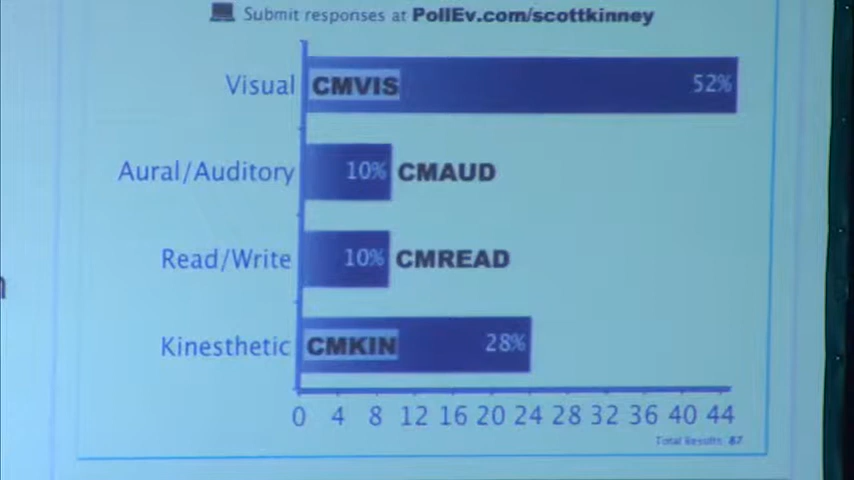 Submit responses at PollEv.com/scottkinney
Visual CMVIS 52%
Aural/Auditory 10% CMAUD
Read/Write 10% CMREAD
Kinesthetic CMKIN 28%
0 4 8 12 16 20 24 28 32 36 40 44
Total Results: 87